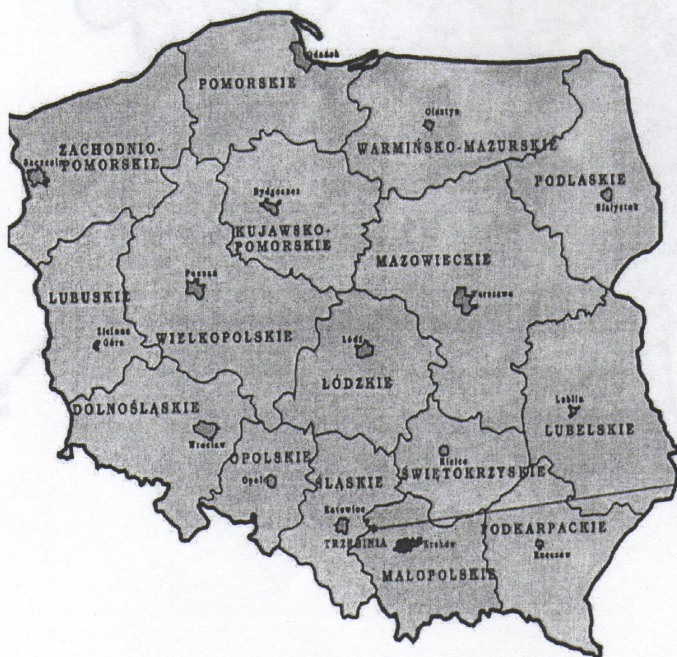 Gdańsk
POMORSKIE
Olsztyn
WARMIŃSKO-MAZURSKIE
ZACHODNIO-
POMORSKIE
Szczecin
PODLASKIE
Białystok
Bydgoszcz
KUJAWSKO-
POMORSKIE
MAZOWIECKIE
Warszawa
Poznań
LUBUSKIE
Zielona
Góra
WIELKOPOLSKIE
Łódź
ŁÓDZKIE
Lublin
LUBELSKIE
DOLNOŚLĄSKIE
Wrocław
OPOLSKIE
Opole
ŚLĄSKIE
Katowice
Kielce
ŚWIĘTOKRZYSKIE
TRZEBINIA
Kraków
MAŁOPOLSKIE
PODKARPACKIE
Rzeszów